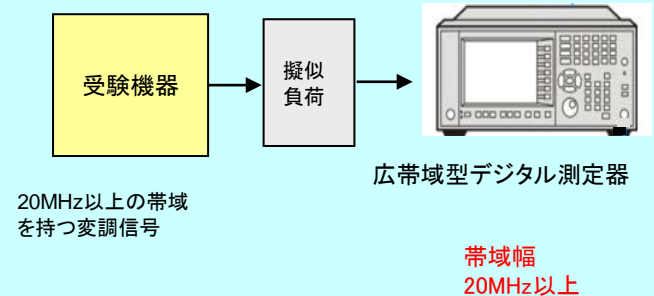 受験機器
擬似
負荷
広帯域型デジタル測定器
20MHz以上の帯域
を持つ変調信号
帯域幅
20MHz以上